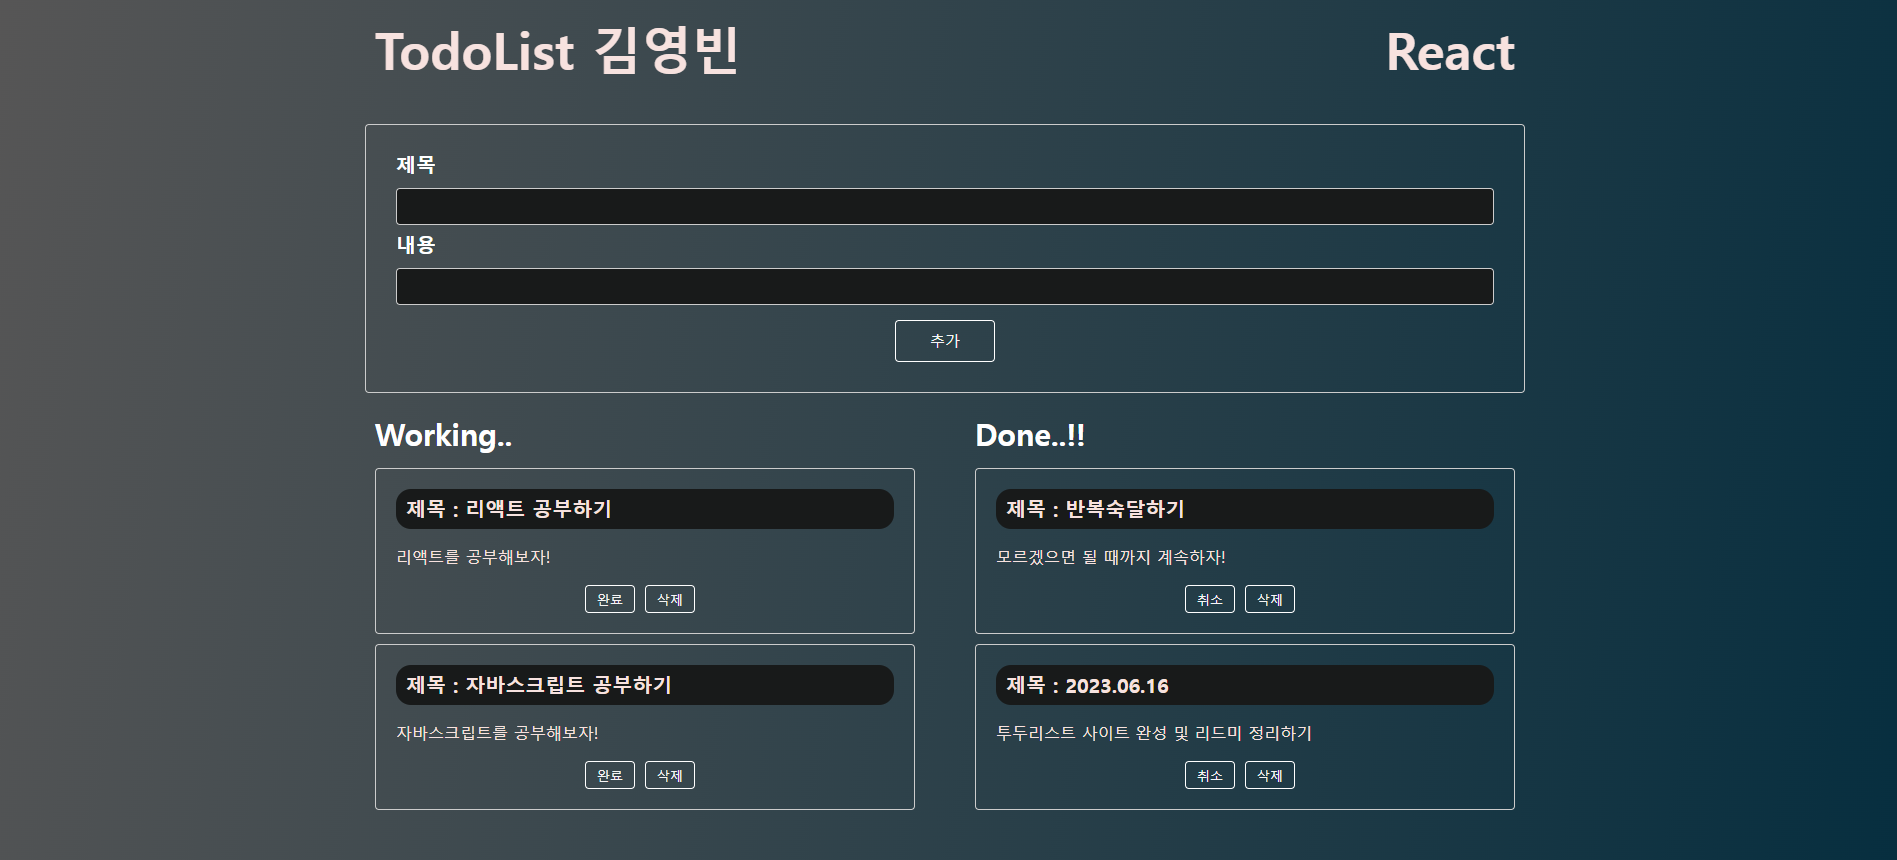 TodoList 김영빈
React
제목
내용
추가
Working..
제목 : 리액트 공부하기
리액트를 공부해보자!
완료 삭제
제목 : 자바스크립트 공부하기
자바스크립트를 공부해보자!
완료 삭제
Done..!!
제목 : 반복숙달하기
모르겠으면 될 때까지 계속하자!
취소 삭제
제목 : 2023.06.16
투두리스트 사이트 완성 및 리드미 정리하기
취소 삭제